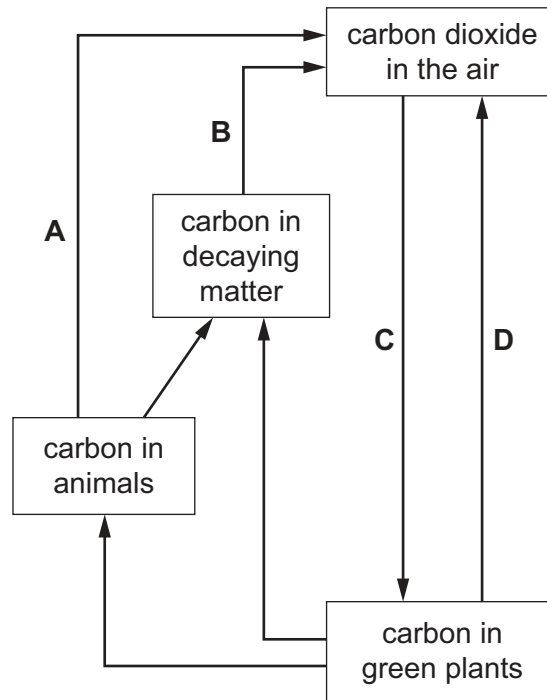 carbon dioxide
in the air
B
A
carbon in
decaying
matter
C
D
carbon in
animals
carbon in
green plants